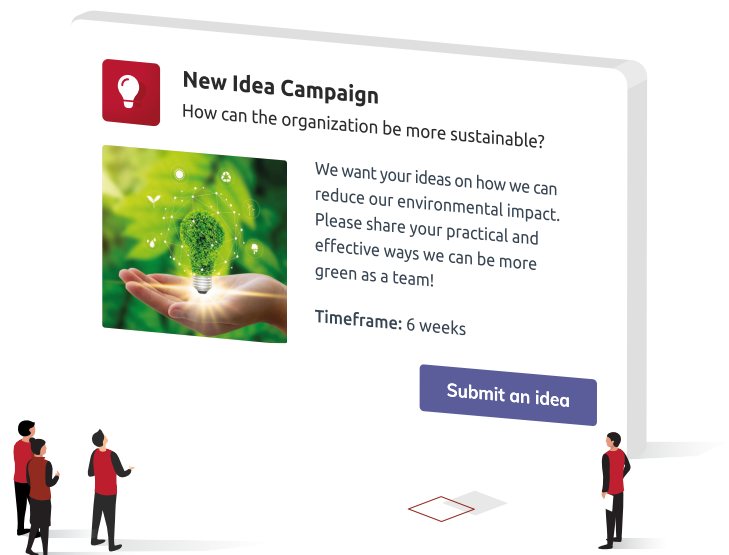 New Idea Campaign
How can the organization be more sustainable?
We want your ideas on how we can
reduce our environmental impact.
Please share your practical and
effective ways we can be more
green as a team!
Timeframe: 6 weeks
Submit an idea